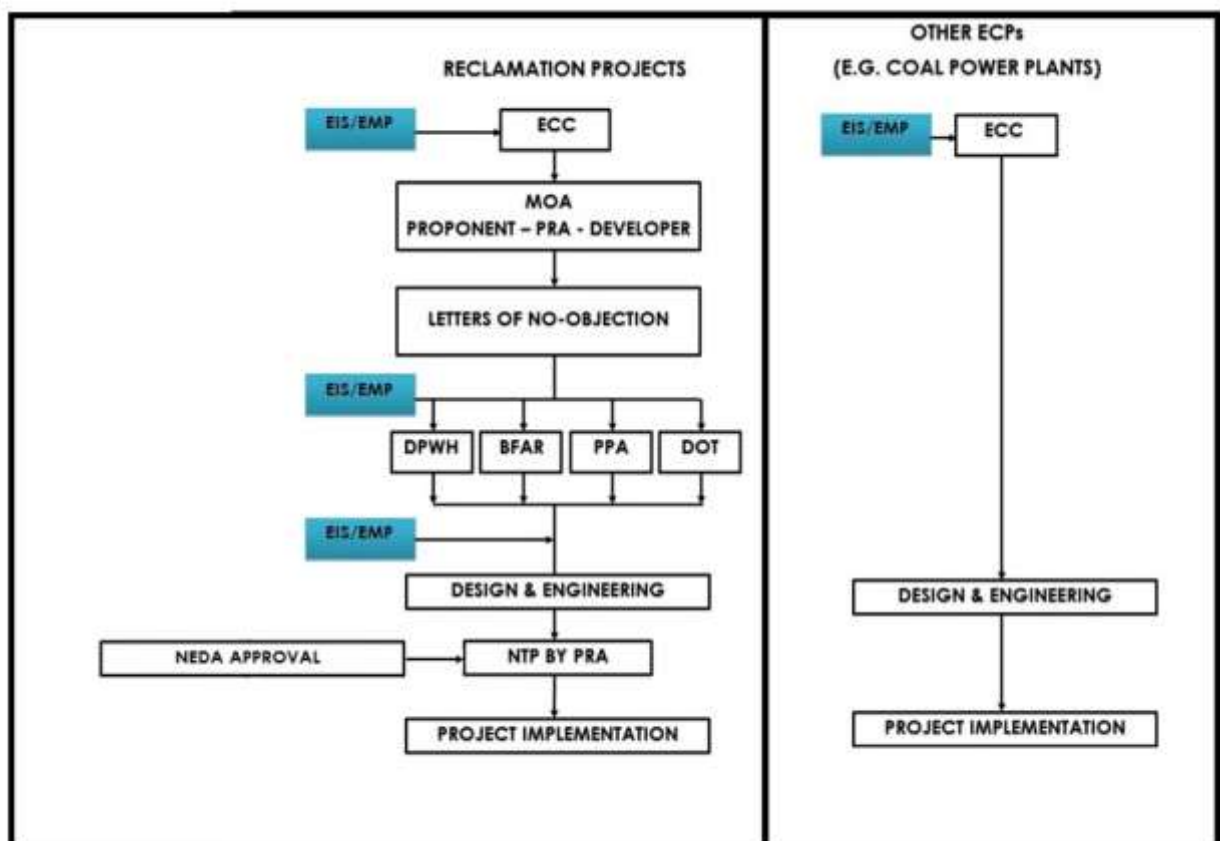 RECLAMATION PROJECTS
EIS/EMP
ECC
MOA
PROPONENT – PRA - DEVELOPER
LETTERS OF NO-OBJECTION
EIS/EMP
DPWH
BFAR
PPA
DOT
EIS/EMP
DESIGN & ENGINEERING
NEDA APPROVAL
NTP BY PRA
PROJECT IMPLEMENTATION
OTHER ECPs
(E.G. COAL POWER PLANTS)
EIS/EMP
ECC
DESIGN & ENGINEERING
PROJECT IMPLEMENTATION